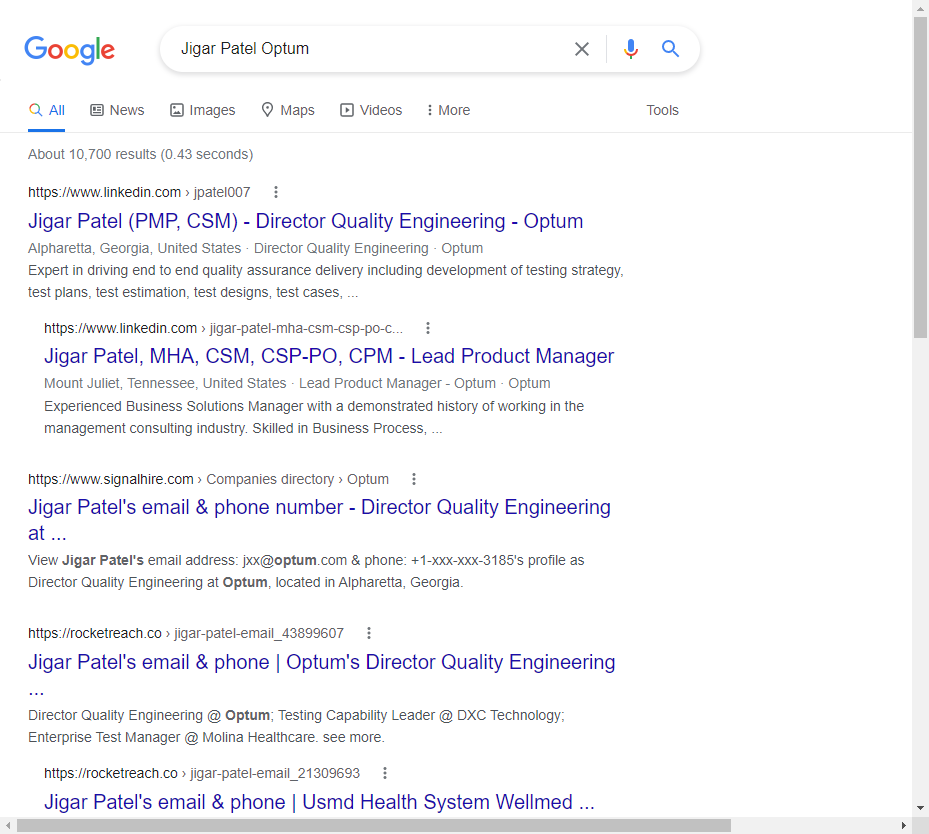 Google
Jigar Patel Optum
All News Images Maps Videos More Tools
About 10,700 results (0.43 seconds)
https://www.linkedin.com › jpatel007
Jigar Patel (PMP, CSM) - Director Quality Engineering - Optum
Alpharetta, Georgia, United States · Director Quality Engineering · Optum
Expert in driving end to end quality assurance delivery including development of testing strategy,
test plans, test estimation, test designs, test cases, ...
https://www.linkedin.com › jigar-patel-mha-csm-csp-po-c...
Jigar Patel, MHA, CSM, CSP-PO, CPM - Lead Product Manager
Mount Juliet, Tennessee, United States · Lead Product Manager - Optum · Optum
Experienced Business Solutions Manager with a demonstrated history of working in the
management consulting industry. Skilled in Business Process, ...
https://www.signalhire.com › Companies directory › Optum
Jigar Patel's email & phone number - Director Quality Engineering
at ...
View Jigar Patel's email address: jxx@optum.com & phone: +1-xxx-xxx-3185's profile as
Director Quality Engineering at Optum, located in Alpharetta, Georgia.
https://rocketreach.co › jigar-patel-email_43899607
Jigar Patel's email & phone | Optum's Director Quality Engineering
...
Director Quality Engineering @ Optum; Testing Capability Leader @ DXC Technology;
Enterprise Test Manager @ Molina Healthcare. see more.
https://rocketreach.co › jigar-patel-email_21309693
Jigar Patel's email & phone | Usmd Health System Wellmed ...